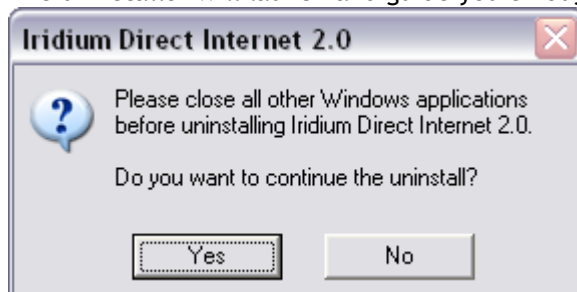 Iridium Direct Internet 2.0
Please close all other Windows applications
before uninstalling Iridium Direct Internet 2.0.
Do you want to continue the uninstall?
Yes
No